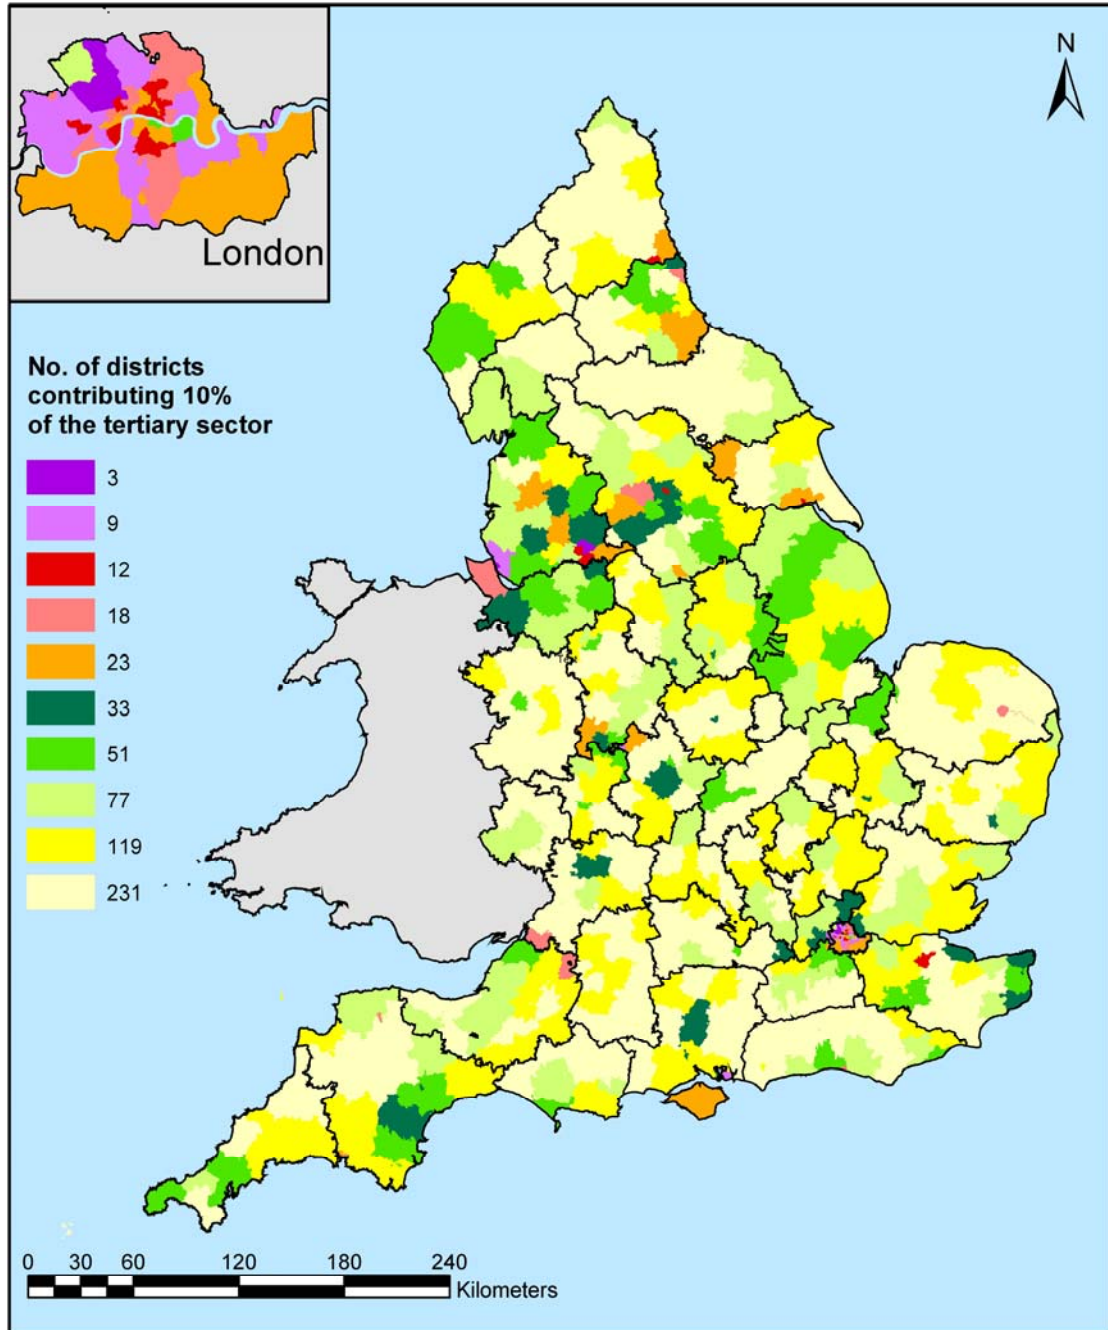 London
N
No. of districts
contributing 10%
of the tertiary sector
3
9
12
18
23
33
51
77
119
231
0 30 60 120 180 240
Kilometers